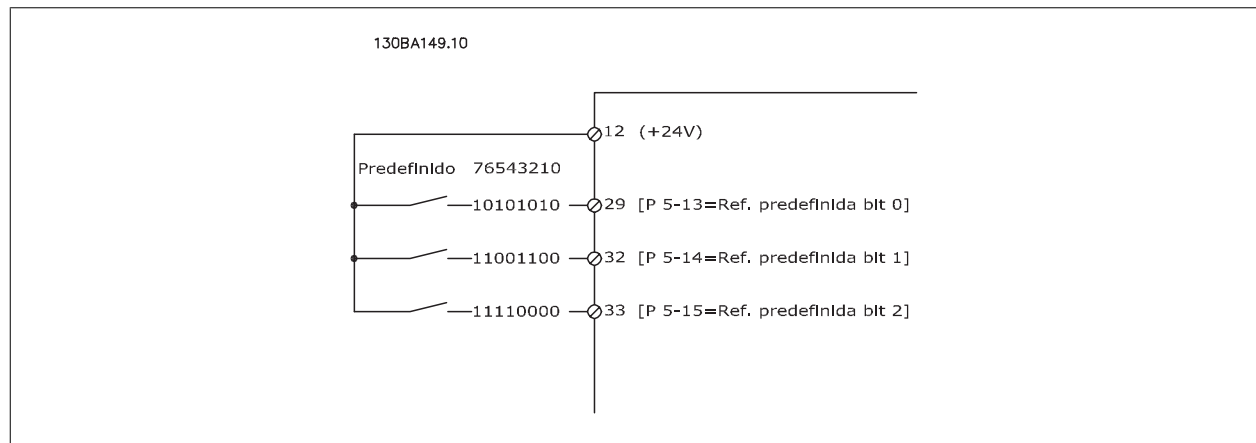 130BA149.10
12 (+24V)
Predefinido 76543210
10101010 29 [P 5-13=Ref. predefinida bit 0]
11001100 32 [P 5-14=Ref. predefinida bit 1]
11110000 33 [P 5-15=Ref. predefinida bit 2]